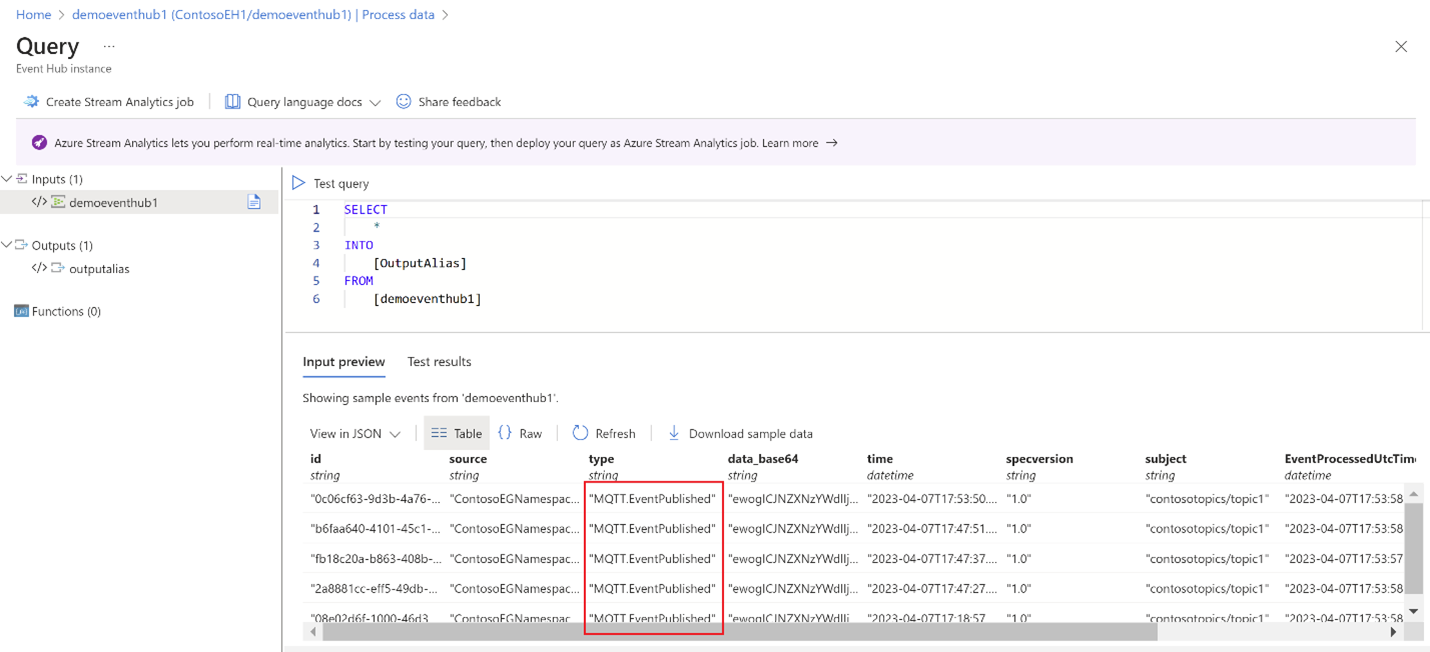 Home > demoeventhub1 (ContosoEH1/demoeventhub1) | Process data >
Query ...
Event Hub instance
Create Stream Analytics job | Query language docs Share feedback
Azure Stream Analytics lets you perform real-time analytics. Start by testing your query, then deploy your query as Azure Stream Analytics job. Learn more →
Inputs (1)
</> demoeventhub1
Outputs (1)
</> outputalias
Functions (0)
Test query
1 SELECT
2 *
3 INTO
4 [OutputAlias]
5 FROM
6 [demoeventhub1]
Input preview Test results
Showing sample events from 'demoeventhub1'.
View in JSON | Table {} Raw | Refresh | Download sample data
id source type data_base64 time specversion subject EventProcessedUtcTime
string string string string datetime string string datetime
"0c06cf63-9d3b-4a76-... "ContosoEGNamespac... "MQTT.EventPublished" "ewogICJNZXNzYWdlIj... "2023-04-07T17:53:50.... "1.0" "contosotopics/topic1" "2023-04-07T17:53:58
"b6faa640-4101-45c1-... "ContosoEGNamespac... "MQTT.EventPublished" "ewogICJNZXNzYWdlIj... "2023-04-07T17:47:51.... "1.0" "contosotopics/topic1" "2023-04-07T17:53:58
"fb18c20a-b863-408b-... "ContosoEGNamespac... "MQTT.EventPublished" "ewogICJNZXNzYWdlIj... "2023-04-07T17:47:37.... "1.0" "contosotopics/topic1" "2023-04-07T17:53:57
"2a8881cc-eff5-49db-... "ContosoEGNamespac... "MQTT.EventPublished" "ewogICJNZXNzYWdlIj... "2023-04-07T17:47:27.... "1.0" "contosotopics/topic1" "2023-04-07T17:53:58
"08e02d6f-1000-46d3 "ContosoEGNamespac "MQTT.EventPublished" "ewogICJNZXNzYWdlIj "2023-04-07T17:18:57 "1.0" "contosotopics/topic1" "2023-04-07T17:53:58